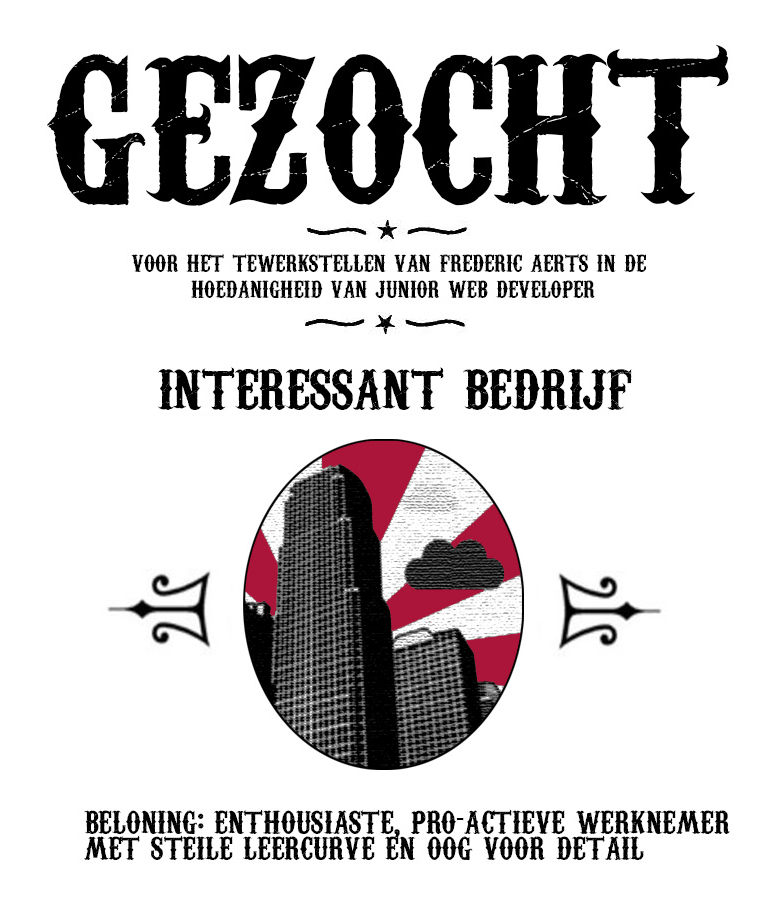 GEZOCHT
VOOR HET TEWERKSTELLEN VAN FREDERIC AERTS IN DE
HOEDANIGHEID VAN JUNIOR WEB DEVELOPER
INTERESSANT BEDRIJF
BELONING: ENTHOUSIASTE, PRO-ACTIEVE WERKNEMER
MET STEILE LEERCURVE EN OOG VOOR DETAIL